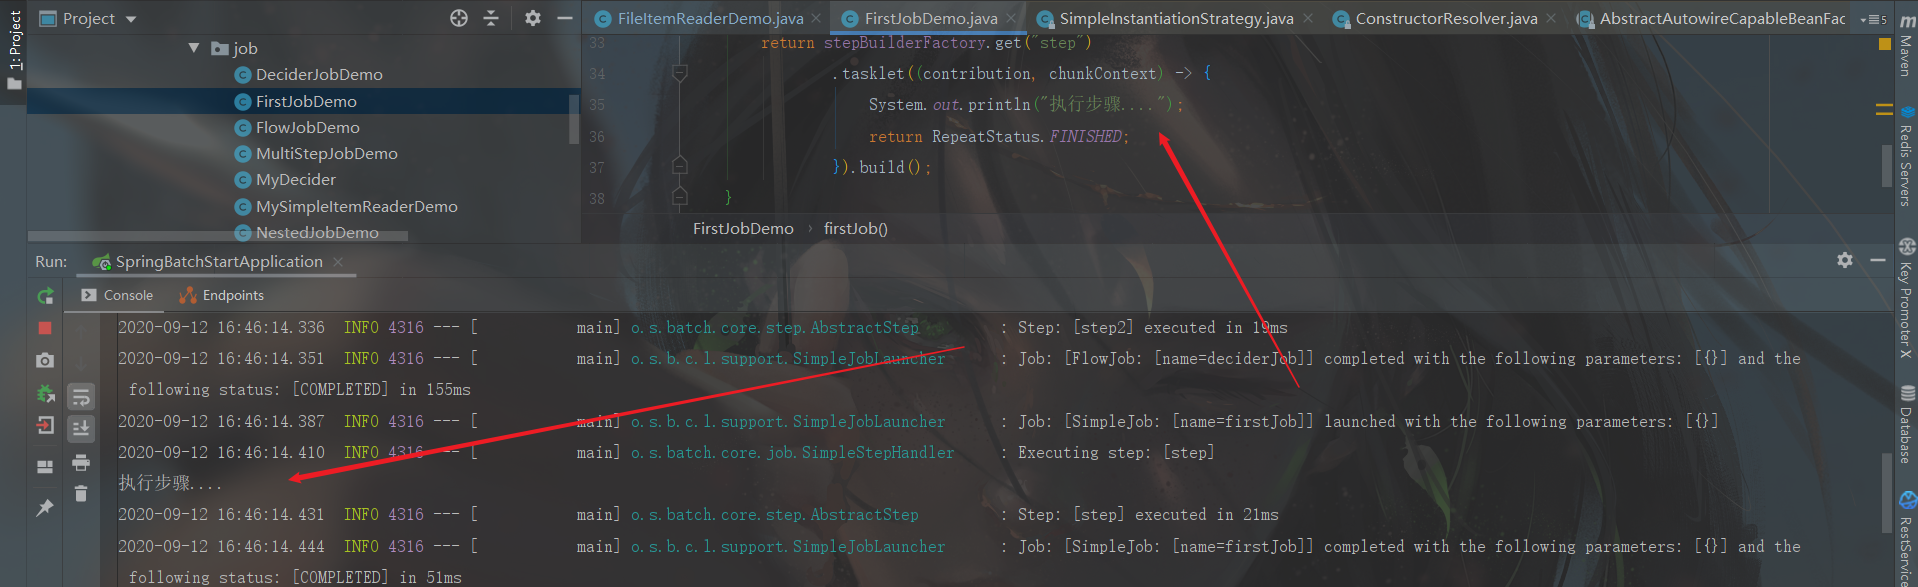 1: Project
Project
job
DeciderJobDemo
FirstJobDemo
FlowJobDemo
MultiStepJobDemo
MyDecider
MySimpleItemReaderDemo
NestedJobDemo
FileItemReaderDemo.java
FirstJobDemo.java
SimpleInstantiationStrategy.java
ConstructorResolver.java
AbstractAutowireCapableBeanFac
5
33 return stepBuilderFactory.get("step")
34 .tasklet((contribution, chunkContext) -> {
35 System.out.println("执行步骤....");
36 return RepeatStatus.FINISHED;
37 }).build();
38 }
FirstJobDemo › firstJob()
Maven
Redis Servers
Key Promoter X
Database
RestService
Run: SpringBatchStartApplication
Console Endpoints
2020-09-12 16:46:14.336 INFO 4316 --- [ main] o.s.batch.core.step.AbstractStep : Step: [step2] executed in 19ms
2020-09-12 16:46:14.351 INFO 4316 --- [ main] o.s.b.c.l.support.SimpleJobLauncher : Job: [FlowJob: [name=deciderJob]] completed with the following parameters: [{}] and the
following status: [COMPLETED] in 155ms
2020-09-12 16:46:14.387 INFO 4316 --- [ main] o.s.b.c.l.support.SimpleJobLauncher : Job: [SimpleJob: [name=firstJob]] launched with the following parameters: [{}]
2020-09-12 16:46:14.410 INFO 4316 --- [ main] o.s.batch.core.job.SimpleStepHandler : Executing step: [step]
执行步骤....
2020-09-12 16:46:14.431 INFO 4316 --- [ main] o.s.batch.core.step.AbstractStep : Step: [step] executed in 21ms
2020-09-12 16:46:14.444 INFO 4316 --- [ main] o.s.b.c.l.support.SimpleJobLauncher : Job: [SimpleJob: [name=firstJob]] completed with the following parameters: [{}] and the
following status: [COMPLETED] in 51ms